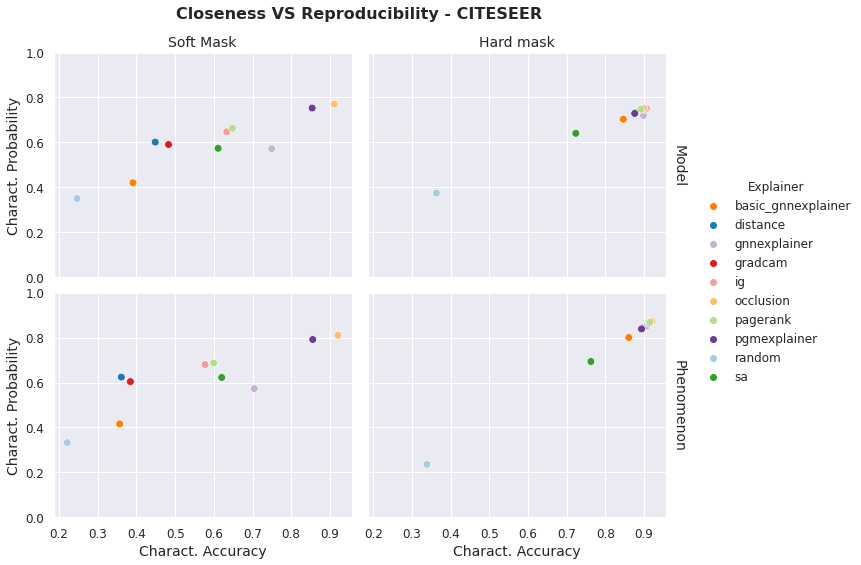 Closeness VS Reproducibility - CITESEER
Soft Mask
Hard mask
1.0
0.8
0.6
0.4
0.2
0.0
Charact. Probability
Model
1.0
0.8
0.6
0.4
0.2
0.0
Charact. Probability
Phenomenon
0.2 0.3 0.4 0.5 0.6 0.7 0.8 0.9
Charact. Accuracy
0.2 0.3 0.4 0.5 0.6 0.7 0.8 0.9
Charact. Accuracy
Explainer
basic_gnnexplainer
distance
gnnexplainer
gradcam
ig
occlusion
pagerank
pgmexplainer
random
sa